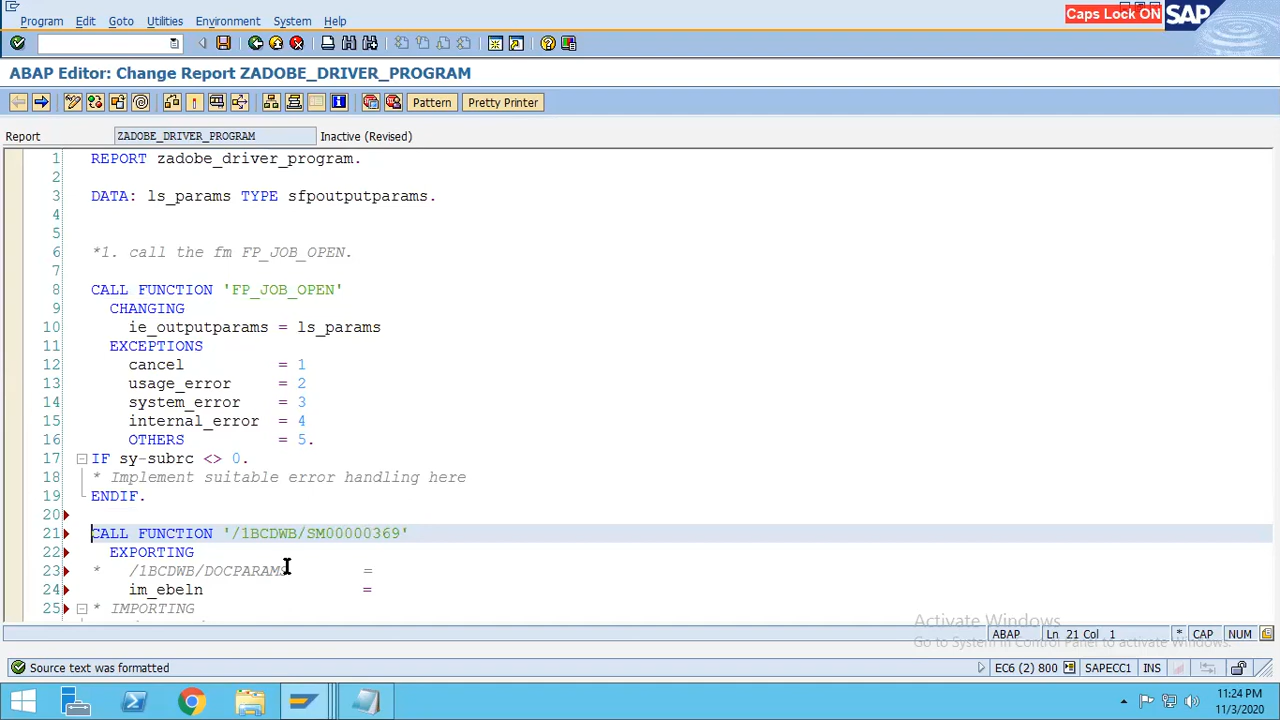 Program Edit Goto Utilities Environment System Help
Caps Lock ON
SAP
ABAP Editor: Change Report ZADOBE_DRIVER_PROGRAM
Pattern Pretty Printer
Report ZADOBE_DRIVER_PROGRAM Inactive (Revised)
1 REPORT zadobe_driver_program.
2
3 DATA: ls_params TYPE sfpoutputparams.
4
5
6 *1. call the fm FP_JOB_OPEN.
7
8 CALL FUNCTION 'FP_JOB_OPEN'
9 CHANGING
10 ie_outputparams = ls_params
11 EXCEPTIONS
12 cancel = 1
13 usage_error = 2
14 system_error = 3
15 internal_error = 4
16 OTHERS = 5.
17 IF sy-subrc <> 0.
18 * Implement suitable error handling here
19 ENDIF.
20
21 CALL FUNCTION '/1BCDWB/SM00000369'
22 EXPORTING
23 * /1BCDWB/DOCPARAMS =
24 im_ebeln =
25 * IMPORTING
Activate Windows
Go to System in Control Panel to activate Windows.
ABAP Ln 21 Col 1 * CAP NUM
Source text was formatted
EC6 (2) 800 SAPECC1 INS
11:24 PM
11/3/2020